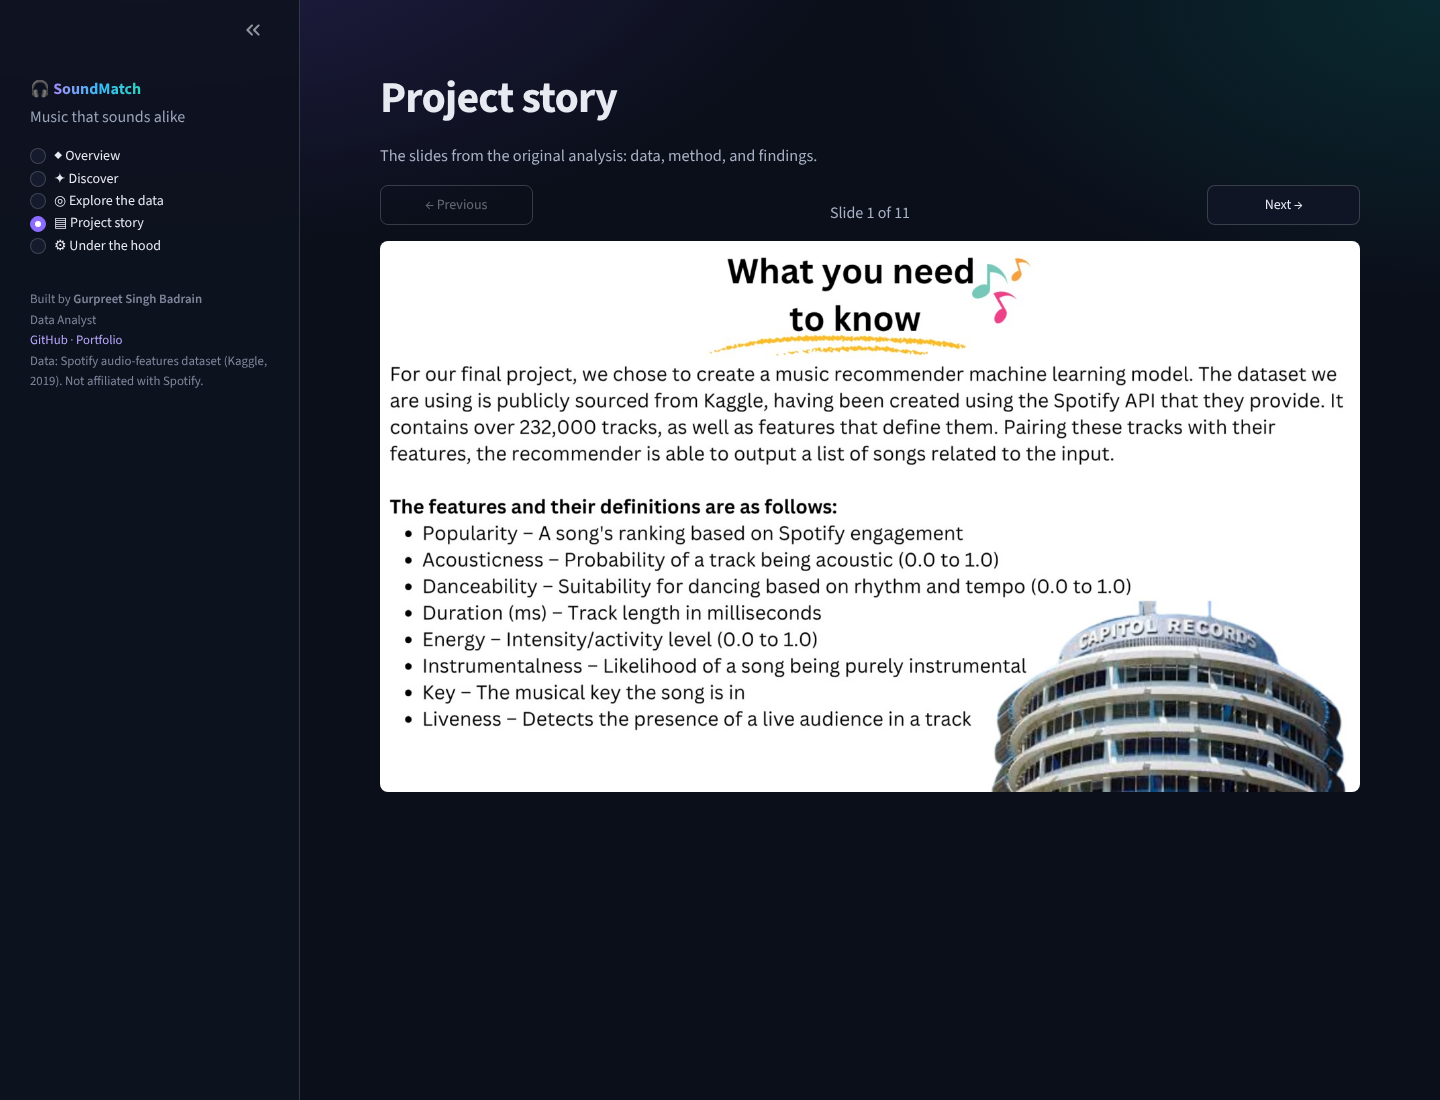 SoundMatch
Music that sounds alike
Overview
Discover
Explore the data
Project story
Under the hood
Built by Gurpreet Singh Badrain
Data Analyst
GitHub · Portfolio
Data: Spotify audio-features dataset (Kaggle,
2019). Not affiliated with Spotify.
Project story
The slides from the original analysis: data, method, and findings.
← Previous
Slide 1 of 11
Next →
What you need
to know
For our final project, we chose to create a music recommender machine learning model. The dataset we
are using is publicly sourced from Kaggle, having been created using the Spotify API that they provide. It
contains over 232,000 tracks, as well as features that define them. Pairing these tracks with their
features, the recommender is able to output a list of songs related to the input.
The features and their definitions are as follows:
• Popularity – A song's ranking based on Spotify engagement
• Acousticness – Probability of a track being acoustic (0.0 to 1.0)
• Danceability – Suitability for dancing based on rhythm and tempo (0.0 to 1.0)
• Duration (ms) – Track length in milliseconds
• Energy – Intensity/activity level (0.0 to 1.0)
• Instrumentalness – Likelihood of a song being purely instrumental
• Key – The musical key the song is in
• Liveness – Detects the presence of a live audience in a track
CAPITOL RECORDS